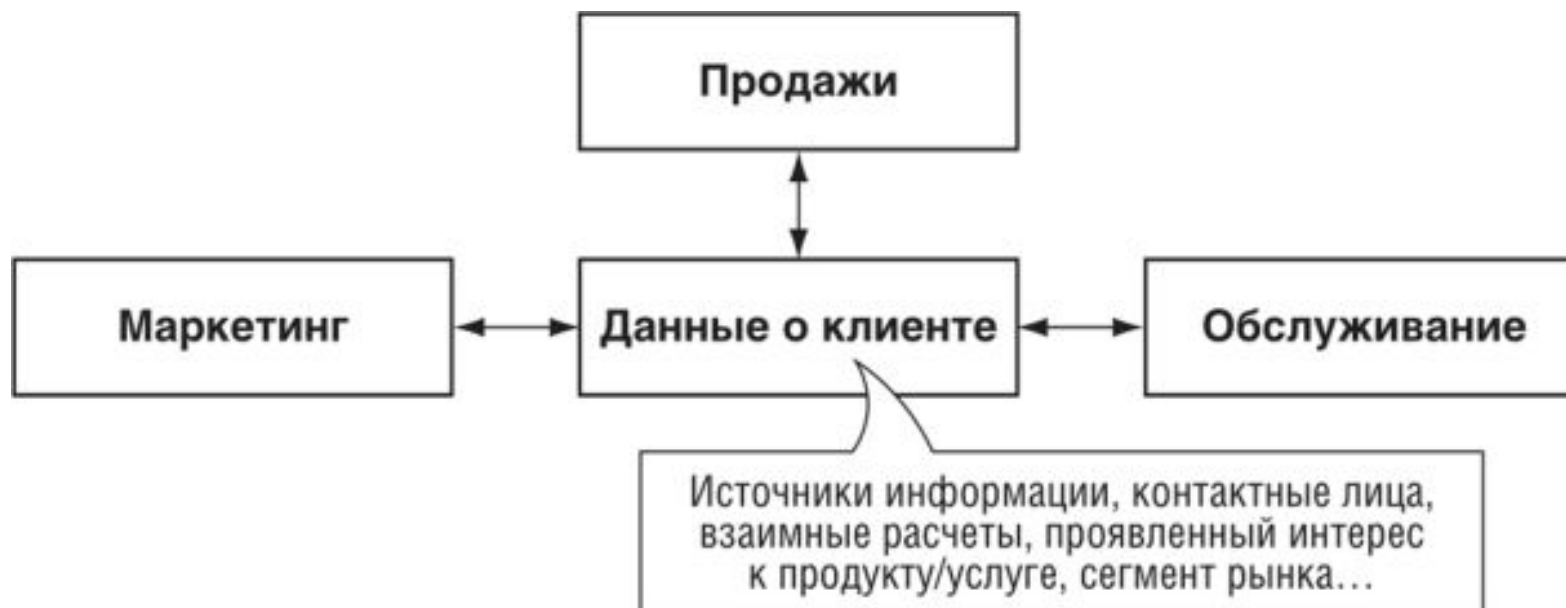 Продажи
Маркетинг
Данные о клиенте
Обслуживание
Источники информации, контактные лица,
взаимные расчеты, проявленный интерес
к продукту/услуге, сегмент рынка...